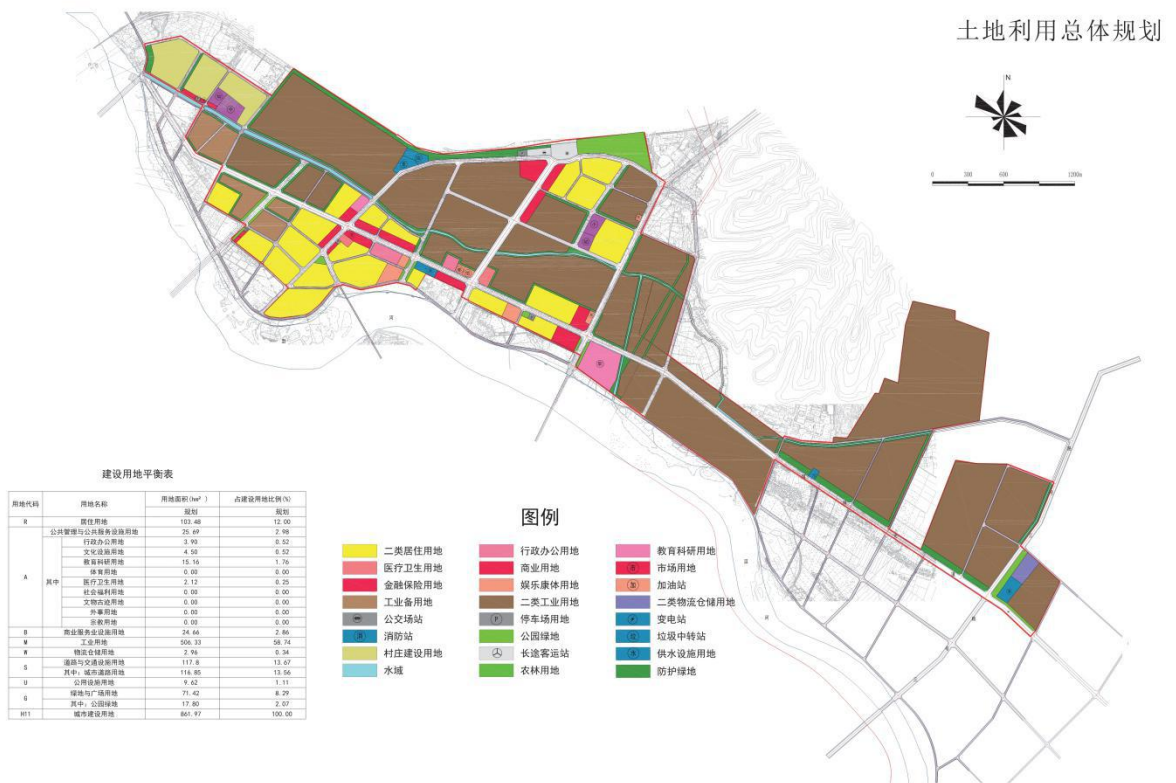 土地利用总体规划
N
0 300 600 1200m
建设用地平衡表
用地代码 用地名称 用地面积(hm²) 占建设用地比例(%)
规划 规划
R 居住用地 103.48 12.00
A 公共管理与公共服务设施用地 25.69 2.98
其中 行政办公用地 3.90 0.52
文化设施用地 4.50 0.52
教育科研用地 15.16 1.76
体育用地 0.00 0.00
医疗卫生用地 2.12 0.25
社会福利用地 0.00 0.00
文物古迹用地 0.00 0.00
外事用地 0.00 0.00
宗教用地 0.00 0.00
B 商业服务业设施用地 24.66 2.86
M 工业用地 506.33 58.74
W 物流仓储用地 2.96 0.34
S 道路与交通设施用地 117.8 13.67
其中：城市道路用地 116.85 13.56
U 公用设施用地 9.62 1.11
G 绿地与广场用地 71.42 8.29
其中：公园绿地 17.80 2.07
H11 城市建设用地 861.97 100.00
图例
二类居住用地 行政办公用地 教育科研用地
医疗卫生用地 商业用地 市场用地
金融保险用地 娱乐康体用地 加油站
工业备用地 二类工业用地 二类物流仓储用地
公交场站 停车场用地 变电站
消防站 公园绿地 垃圾中转站
村庄建设用地 长途客运站 供水设施用地
水域 农林用地 防护绿地